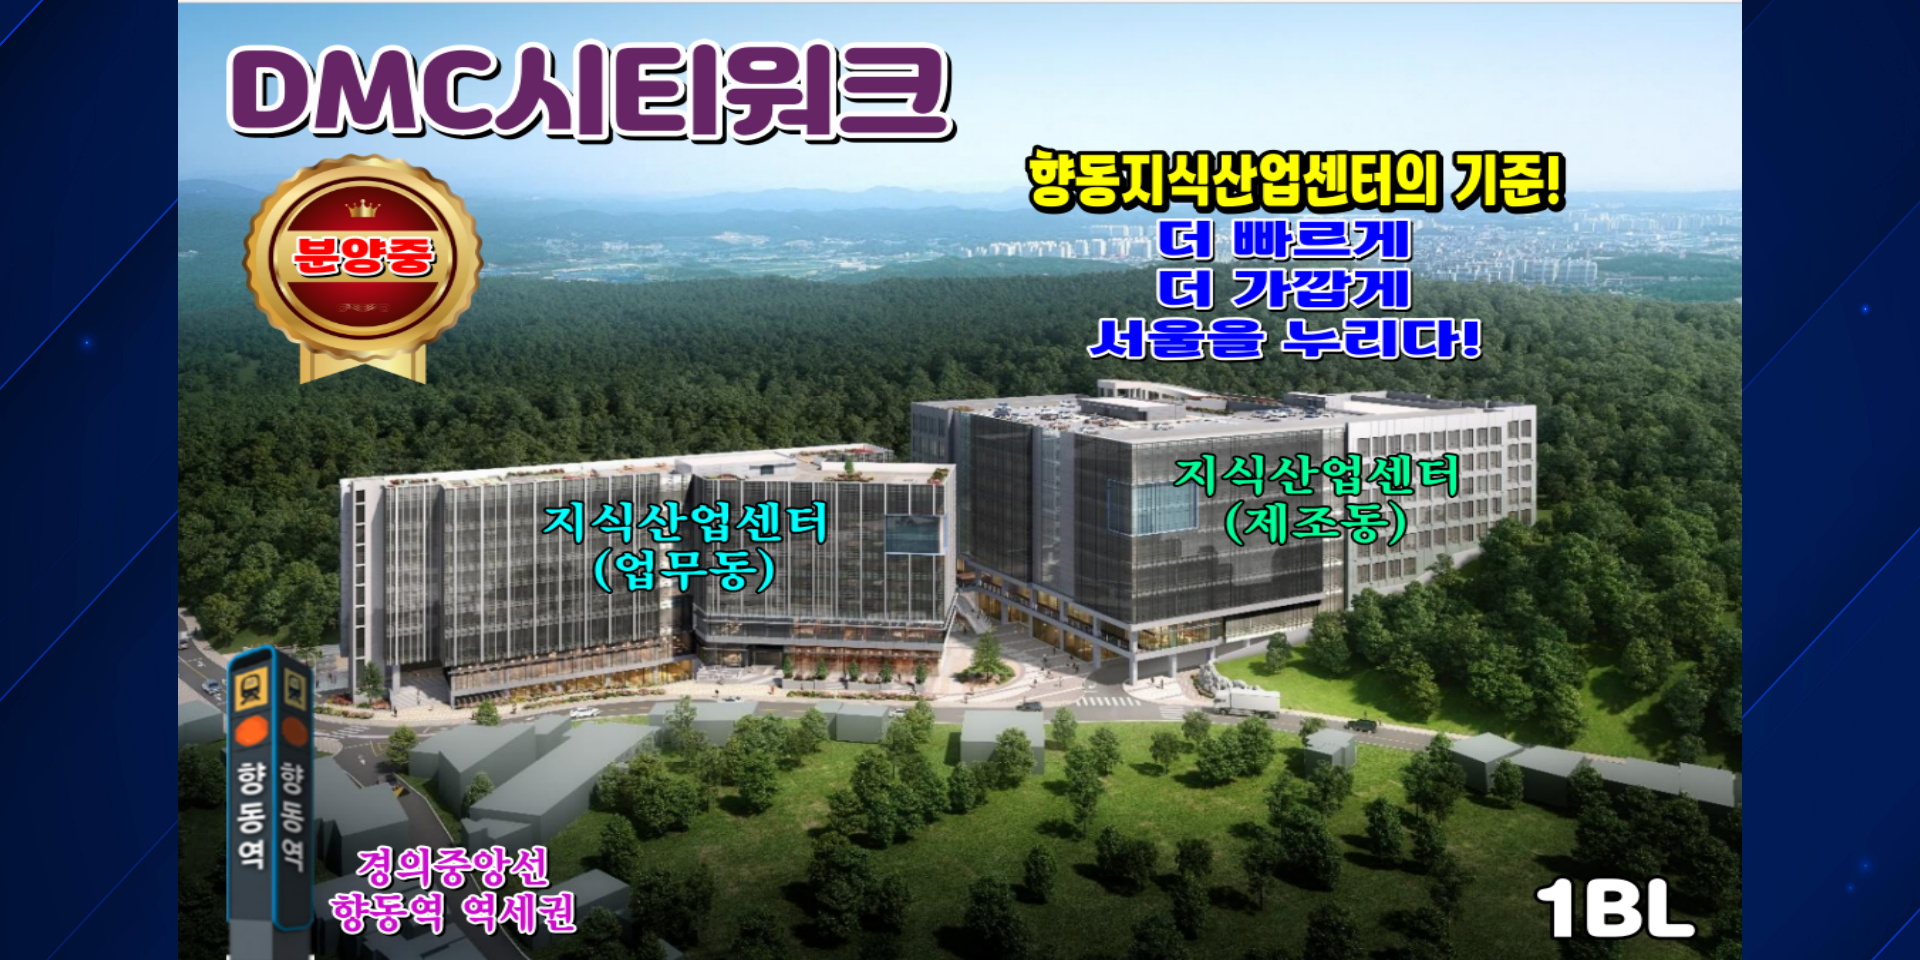 DMC시티워크
분양중
향동지식산업센터의 기준!
더 빠르게
더 가깝게
서울을 누리다!
지식산업센터
(업무동)
지식산업센터
(제조동)
향동역
향동역
경의중앙선
향동역 역세권
1BL